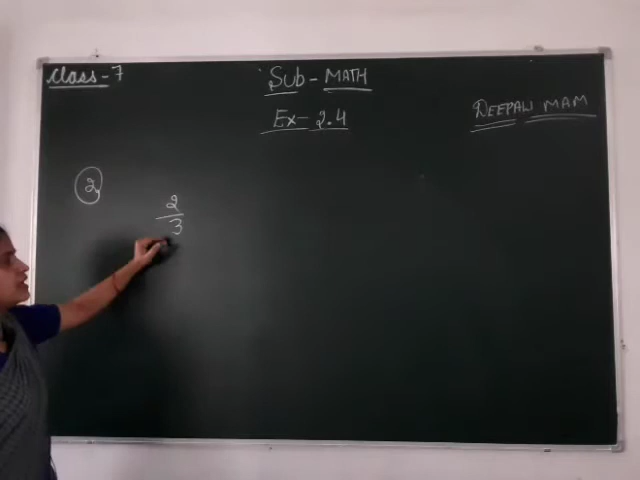 Class-7
Sub-MATH
Ex-2.4
DEEPALI MAM
2
2
3